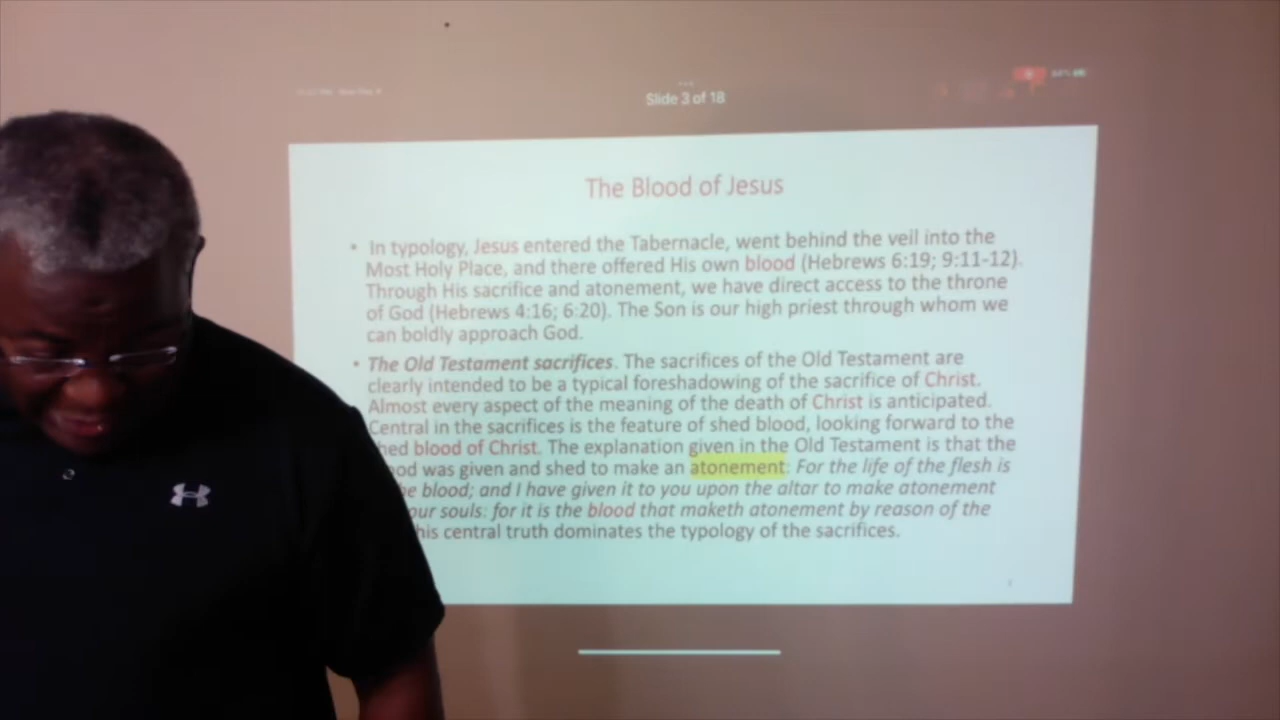 Slide 3 of 18
The Blood of Jesus
• In typology, Jesus entered the Tabernacle, went behind the veil into the
Most Holy Place, and there offered His own blood (Hebrews 6:19; 9:11-12).
Through His sacrifice and atonement, we have direct access to the throne
of God (Hebrews 4:16; 6:20). The Son is our high priest through whom we
can boldly approach God.
• The Old Testament sacrifices. The sacrifices of the Old Testament are
clearly intended to be a typical foreshadowing of the sacrifice of Christ.
Almost every aspect of the meaning of the death of Christ is anticipated.
Central in the sacrifices is the feature of shed blood, looking forward to the
hed blood of Christ. The explanation given in the Old Testament is that the
ood was given and shed to make an atonement: For the life of the flesh is
he blood; and I have given it to you upon the altar to make atonement
our souls: for it is the blood that maketh atonement by reason of the
his central truth dominates the typology of the sacrifices.